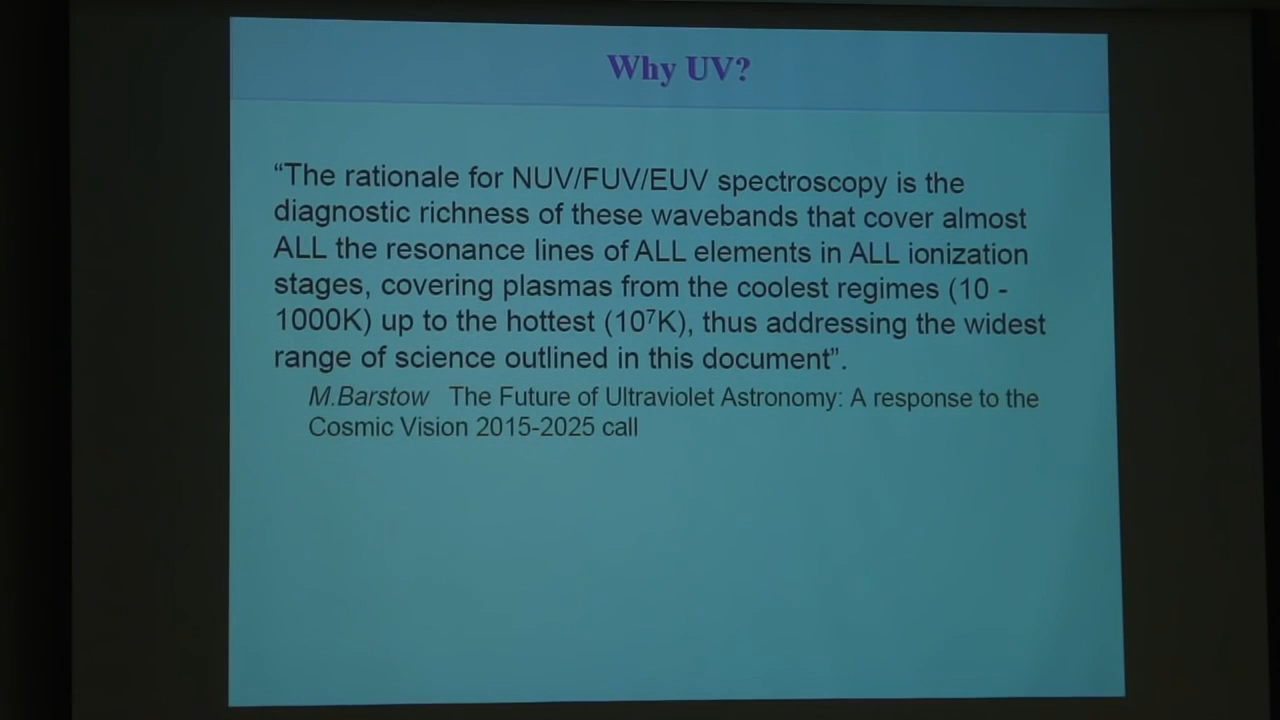 Why UV?
“The rationale for NUV/FUV/EUV spectroscopy is the
diagnostic richness of these wavebands that cover almost
ALL the resonance lines of ALL elements in ALL ionization
stages, covering plasmas from the coolest regimes (10 -
1000K) up to the hottest (10⁷K), thus addressing the widest
range of science outlined in this document”.
M.Barstow The Future of Ultraviolet Astronomy: A response to the
Cosmic Vision 2015-2025 call